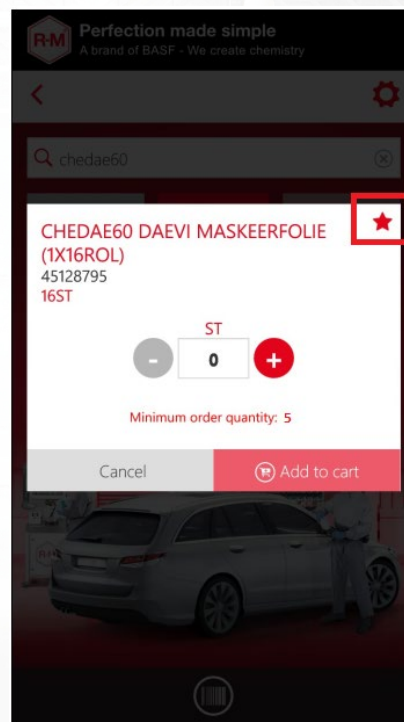 R-M
Perfection made simple
A brand of BASF - We create chemistry
chedae60
CHEDAE60 DAEVI MASKEERFOLIE
(1X16ROL)
45128795
16ST
ST
- 0 +
Minimum order quantity: 5
Cancel
Add to cart